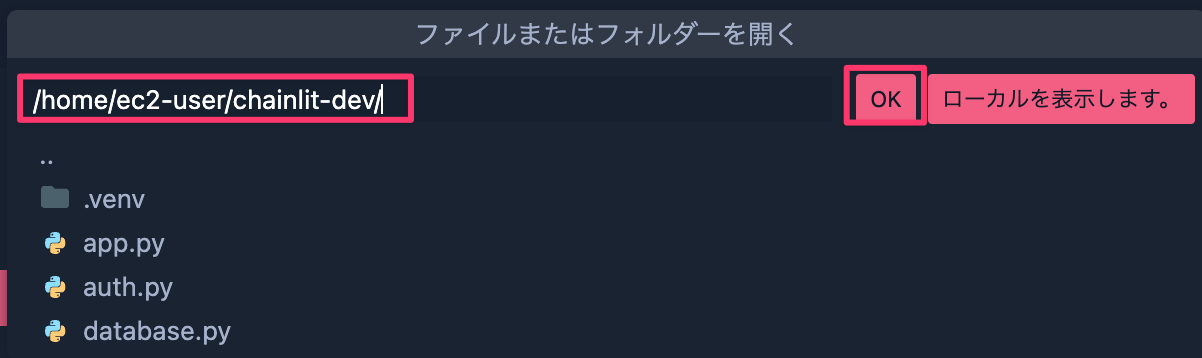 ファイルまたはフォルダーを開く
/home/ec2-user/chainlit-dev/
OK
ローカルを表示します。
..
.venv
app.py
auth.py
database.py